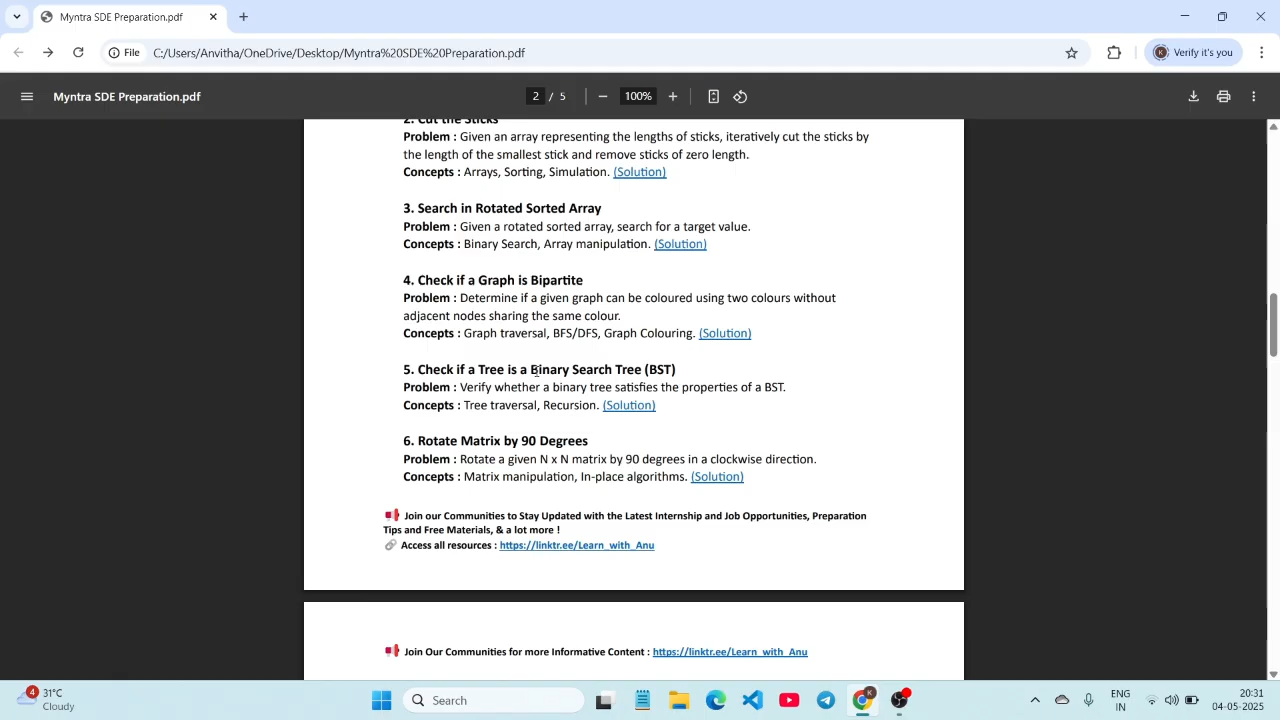 Myntra SDE Preparation.pdf
File
C:/Users/Anvitha/OneDrive/Desktop/Myntra%20SDE%20Preparation.pdf
K
Verify it's you
Myntra SDE Preparation.pdf
2 / 5
100%
2. Cut the Sticks
Problem : Given an array representing the lengths of sticks, iteratively cut the sticks by
the length of the smallest stick and remove sticks of zero length.
Concepts : Arrays, Sorting, Simulation. (Solution)
3. Search in Rotated Sorted Array
Problem : Given a rotated sorted array, search for a target value.
Concepts : Binary Search, Array manipulation. (Solution)
4. Check if a Graph is Bipartite
Problem : Determine if a given graph can be coloured using two colours without
adjacent nodes sharing the same colour.
Concepts : Graph traversal, BFS/DFS, Graph Colouring. (Solution)
5. Check if a Tree is a Binary Search Tree (BST)
Problem : Verify whether a binary tree satisfies the properties of a BST.
Concepts : Tree traversal, Recursion. (Solution)
6. Rotate Matrix by 90 Degrees
Problem : Rotate a given N x N matrix by 90 degrees in a clockwise direction.
Concepts : Matrix manipulation, In-place algorithms. (Solution)
Join our Communities to Stay Updated with the Latest Internship and Job Opportunities, Preparation
Tips and Free Materials, & a lot more !
Access all resources : https://linktr.ee/Learn_with_Anu
Join Our Communities for more Informative Content : https://linktr.ee/Learn_with_Anu
4
31°C
Cloudy
Search
K
ENG
IN
20:31
04-05-2025